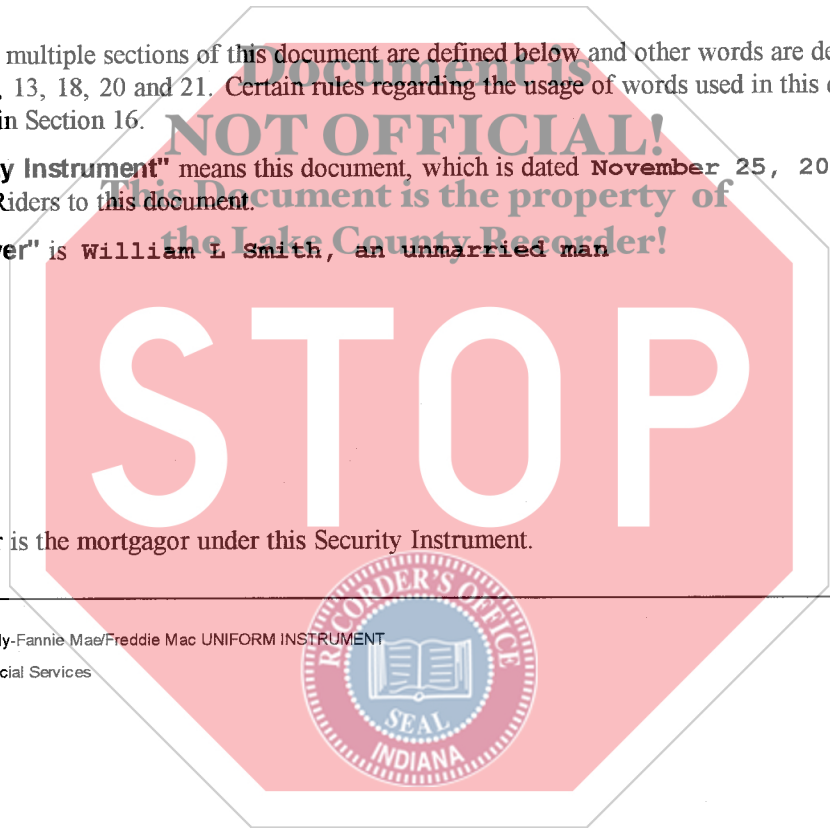 multiple sections of this document are defined below and other words are de
Document is
, 13, 18, 20 and 21. Certain rules regarding the usage of words used in this
in Section 16.
NOT OFFICIAL!
y Instrument" means this document, which is dated November 25, 20
This Document is the property of
Riders to this document.
the Lake County Recorder!
er" is William L Smith, an unmarried man
STOP
is the mortgagor under this Security Instrument.
RECORDER'S OFFICE
ly-Fannie Mae/Freddie Mac UNIFORM INSTRUMENT
cial Services
SEAL
INDIANA